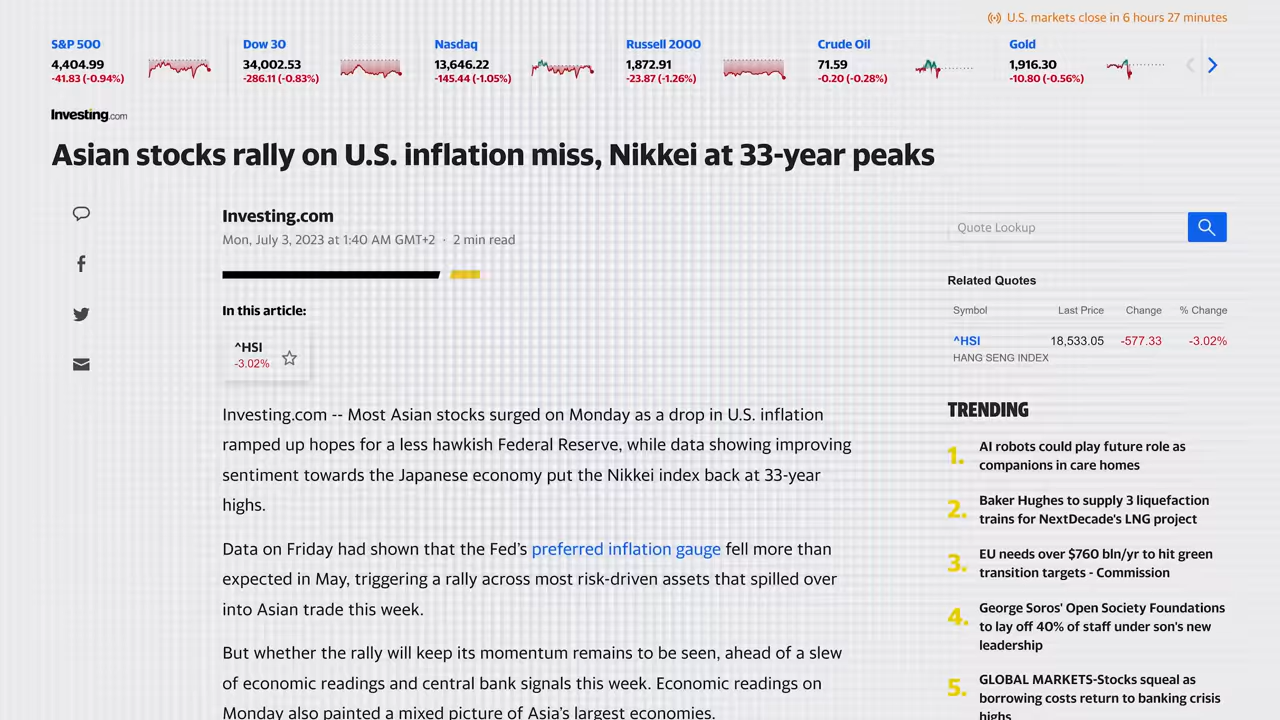 U.S. markets close in 6 hours 27 minutes
S&P 500 Dow 30 Nasdaq Russell 2000 Crude Oil Gold
4,404.99 34,002.53 13,646.22 1,872.91 71.59 1,916.30
-41.83 (-0.94%) -286.11 (-0.83%) -145.44 (-1.05%) -23.87 (-1.26%) -0.20 (-0.28%) -10.80 (-0.56%)
Investing.com
Asian stocks rally on U.S. inflation miss, Nikkei at 33-year peaks
Investing.com
Mon, July 3, 2023 at 1:40 AM GMT+2 · 2 min read
In this article:
^HSI
-3.02%
Investing.com -- Most Asian stocks surged on Monday as a drop in U.S. inflation
ramped up hopes for a less hawkish Federal Reserve, while data showing improving
sentiment towards the Japanese economy put the Nikkei index back at 33-year
highs.
Data on Friday had shown that the Fed's preferred inflation gauge fell more than
expected in May, triggering a rally across most risk-driven assets that spilled over
into Asian trade this week.
But whether the rally will keep its momentum remains to be seen, ahead of a slew
of economic readings and central bank signals this week. Economic readings on
Monday also painted a mixed picture of Asia's largest economies.
Quote Lookup
Related Quotes
Symbol Last Price Change % Change
^HSI 18,533.05 -577.33 -3.02%
HANG SENG INDEX
TRENDING
1. AI robots could play future role as
companions in care homes
2. Baker Hughes to supply 3 liquefaction
trains for NextDecade's LNG project
3. EU needs over $760 bln/yr to hit green
transition targets - Commission
4. George Soros' Open Society Foundations
to lay off 40% of staff under son's new
leadership
5. GLOBAL MARKETS-Stocks squeal as
borrowing costs return to banking crisis
highs